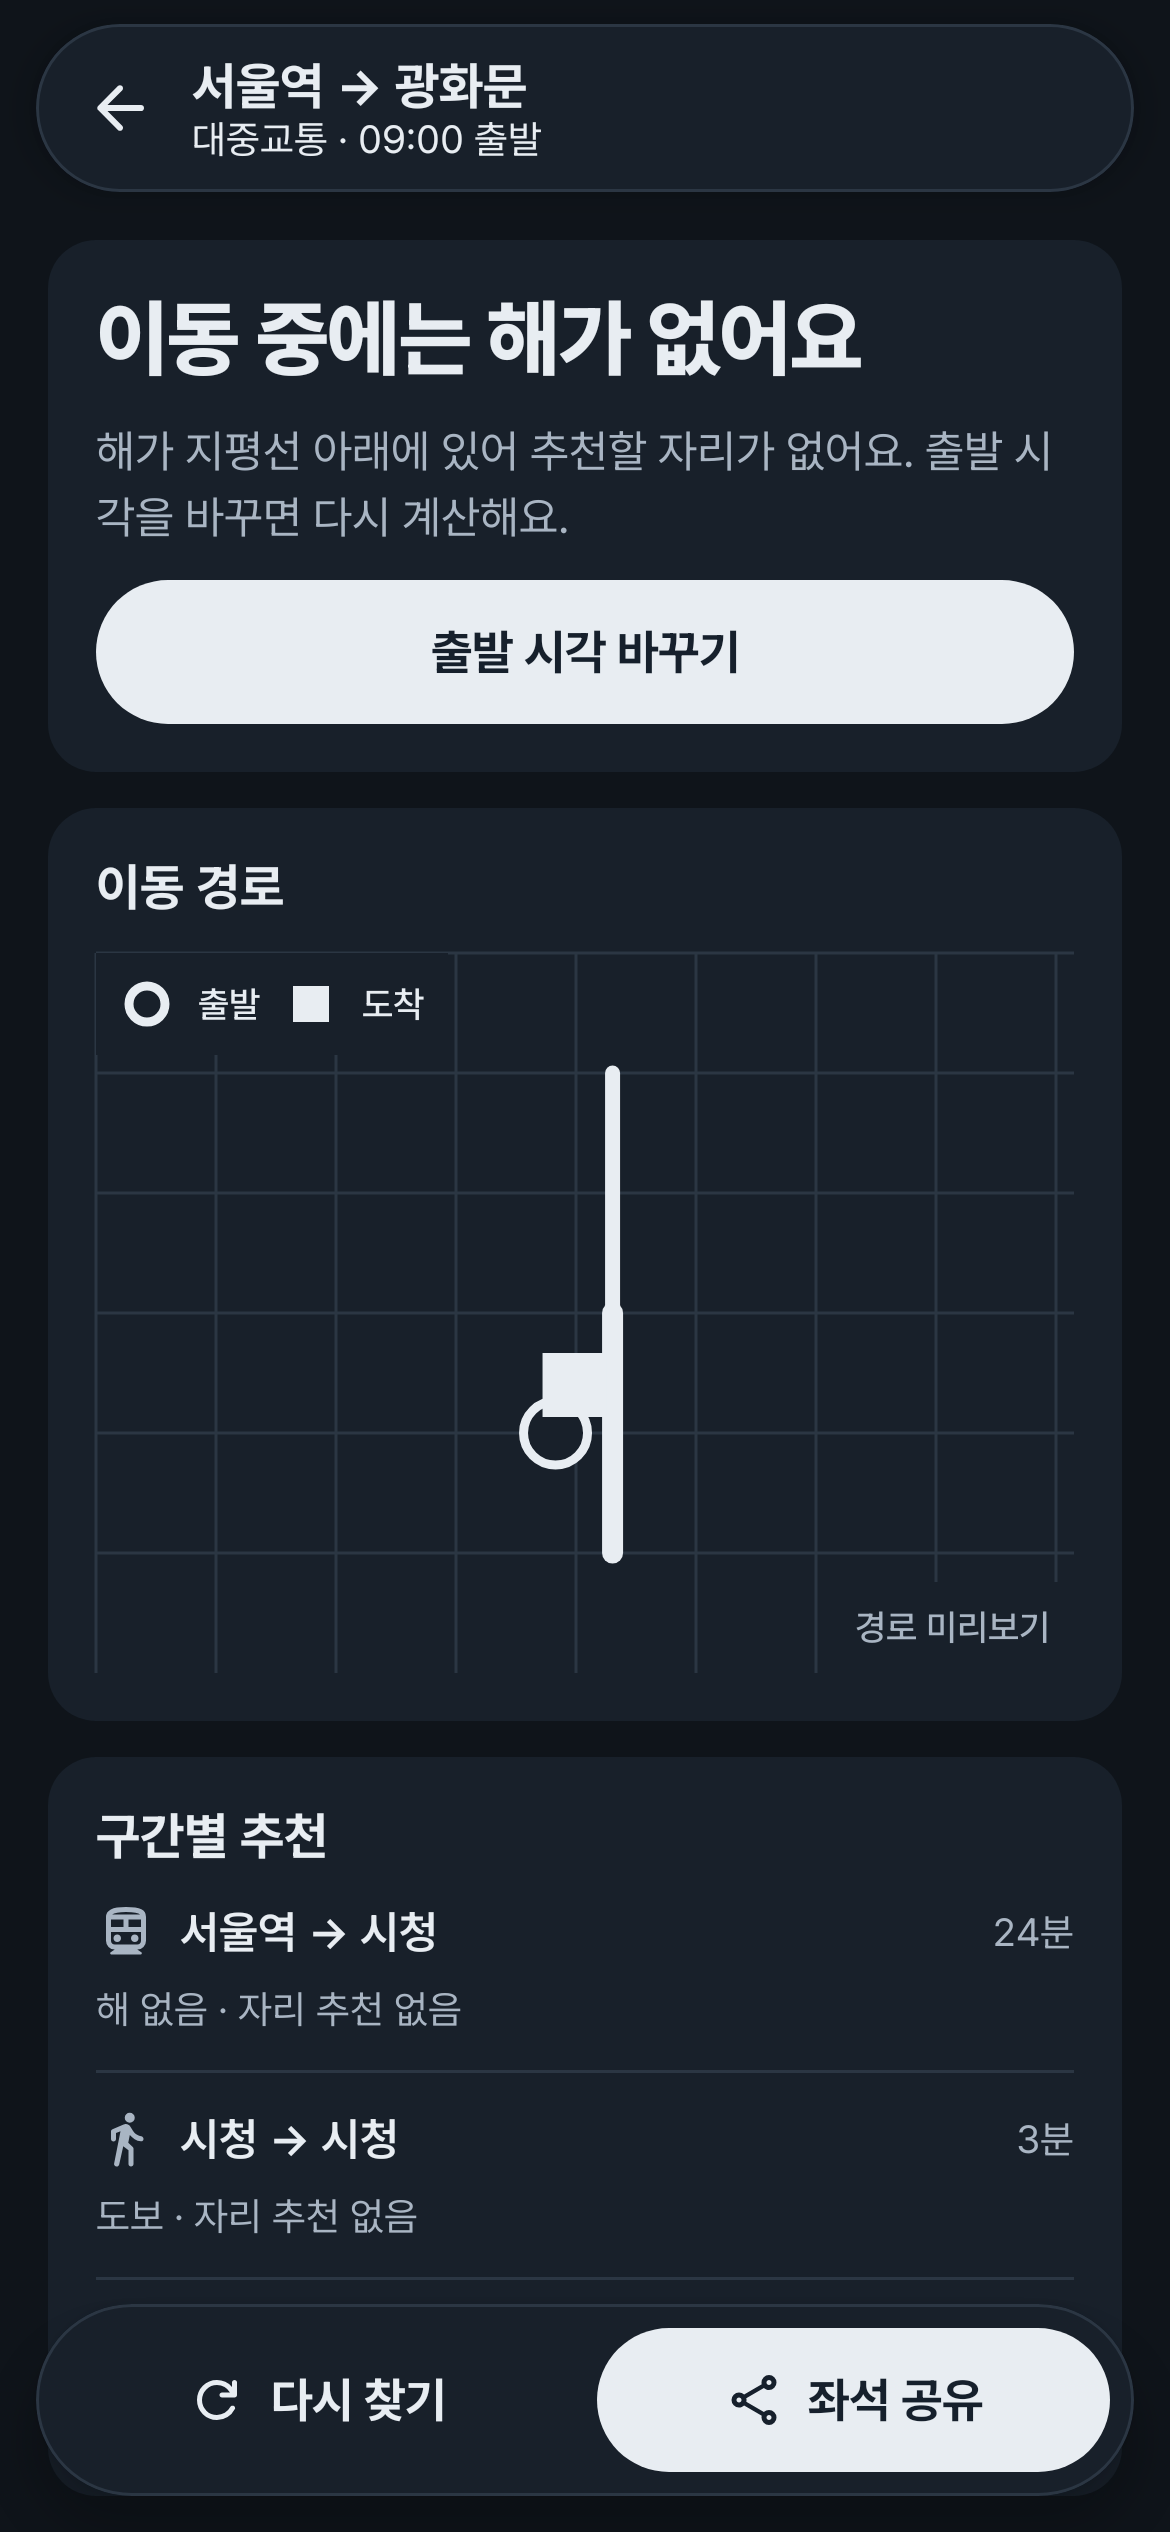 서울역 → 광화문
대중교통 · 09:00 출발
이동 중에는 해가 없어요
해가 지평선 아래에 있어 추천할 자리가 없어요. 출발 시
각을 바꾸면 다시 계산해요.
출발 시각 바꾸기
이동 경로
출발 도착
경로 미리보기
구간별 추천
서울역 → 시청 24분
해 없음 · 자리 추천 없음
시청 → 시청 3분
도보 · 자리 추천 없음
다시 찾기 좌석 공유